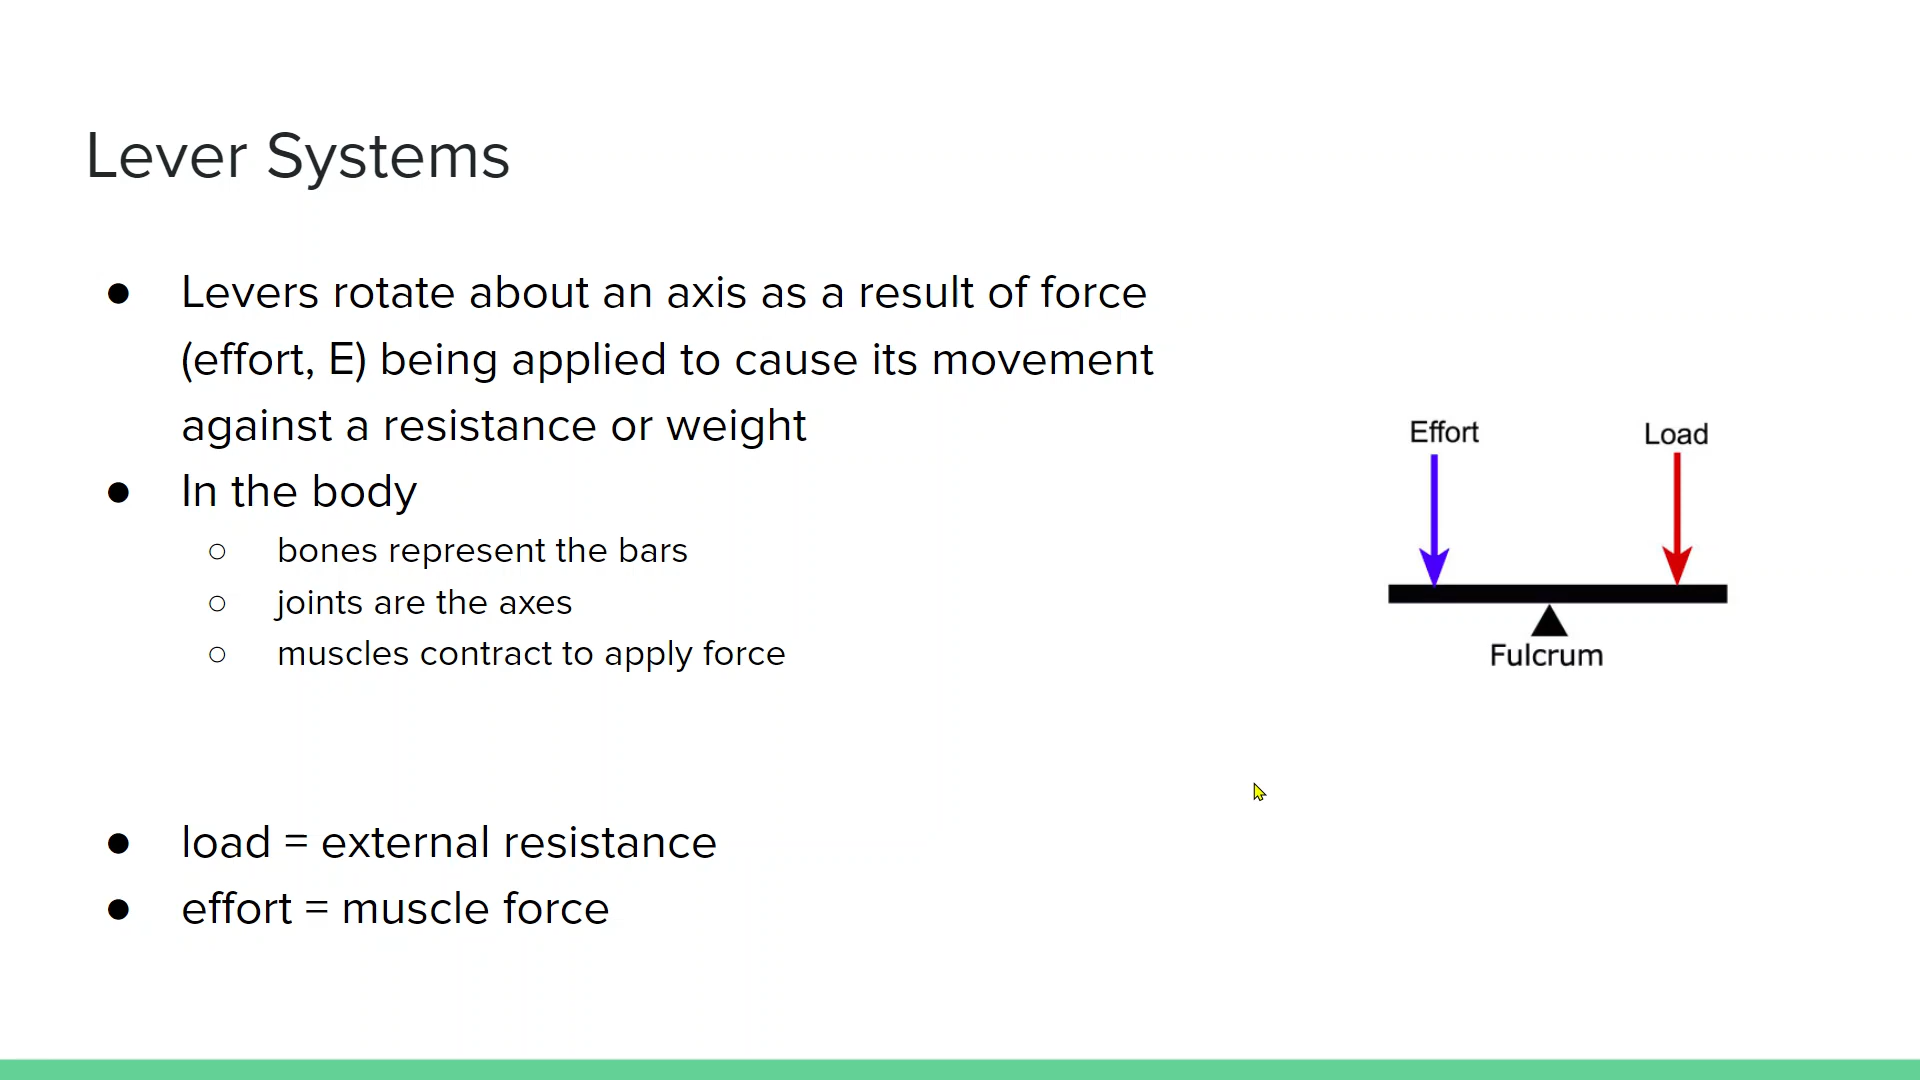 Lever Systems
● Levers rotate about an axis as a result of force
(effort, E) being applied to cause its movement
against a resistance or weight
● In the body
○ bones represent the bars
○ joints are the axes
○ muscles contract to apply force
● load = external resistance
● effort = muscle force
Effort
Load
Fulcrum